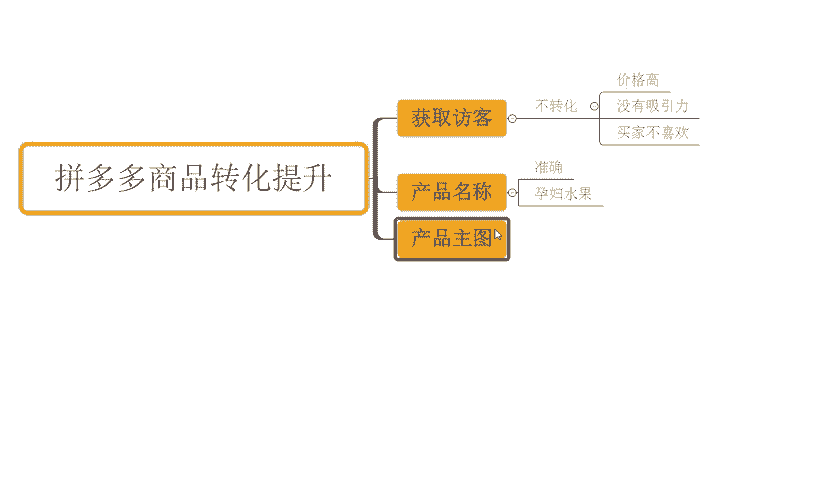 拼多多商品转化提升
获取访客
不转化
价格高
没有吸引力
买家不喜欢
产品名称
准确
孕妇水果
产品主图